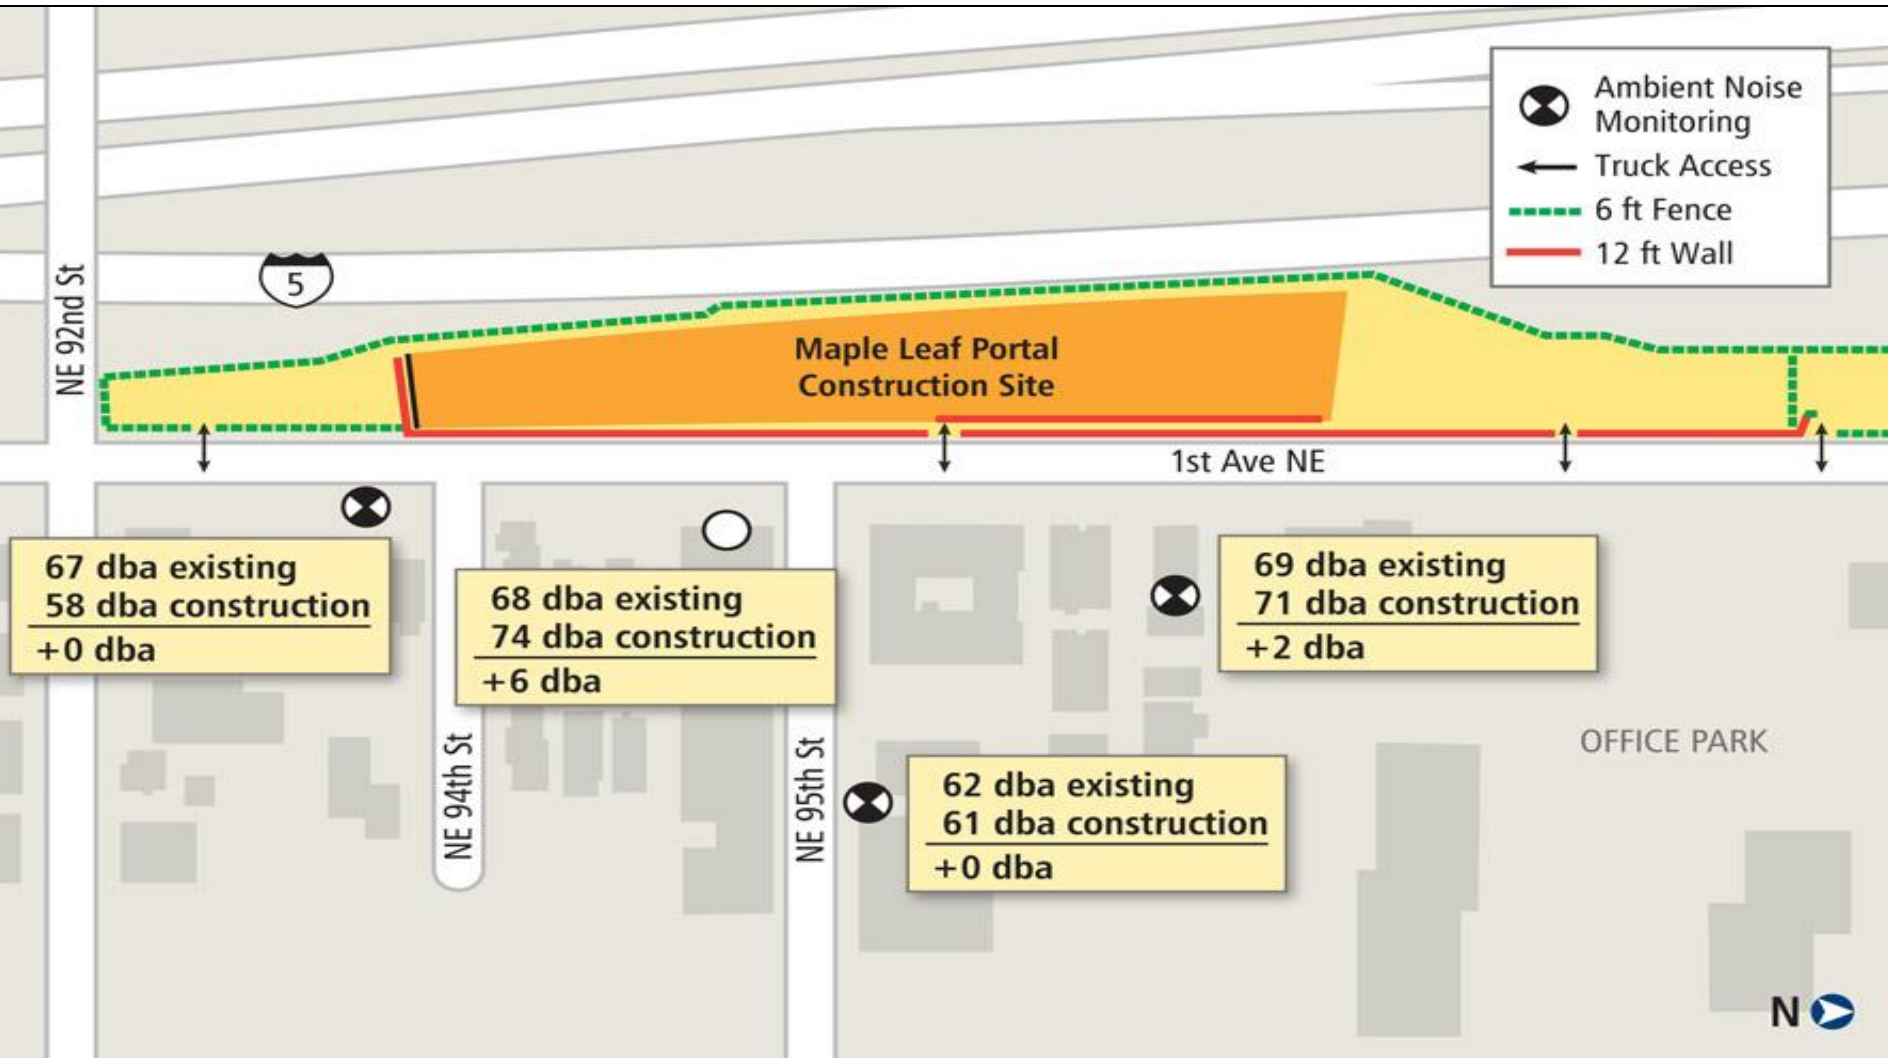 Ambient Noise
Monitoring
Truck Access
6 ft Fence
12 ft Wall
NE 92nd St
5
Maple Leaf Portal
Construction Site
1st Ave NE
67 dba existing
58 dba construction
+0 dba
68 dba existing
74 dba construction
+6 dba
69 dba existing
71 dba construction
+2 dba
NE 94th St
NE 95th St
62 dba existing
61 dba construction
+0 dba
OFFICE PARK
N